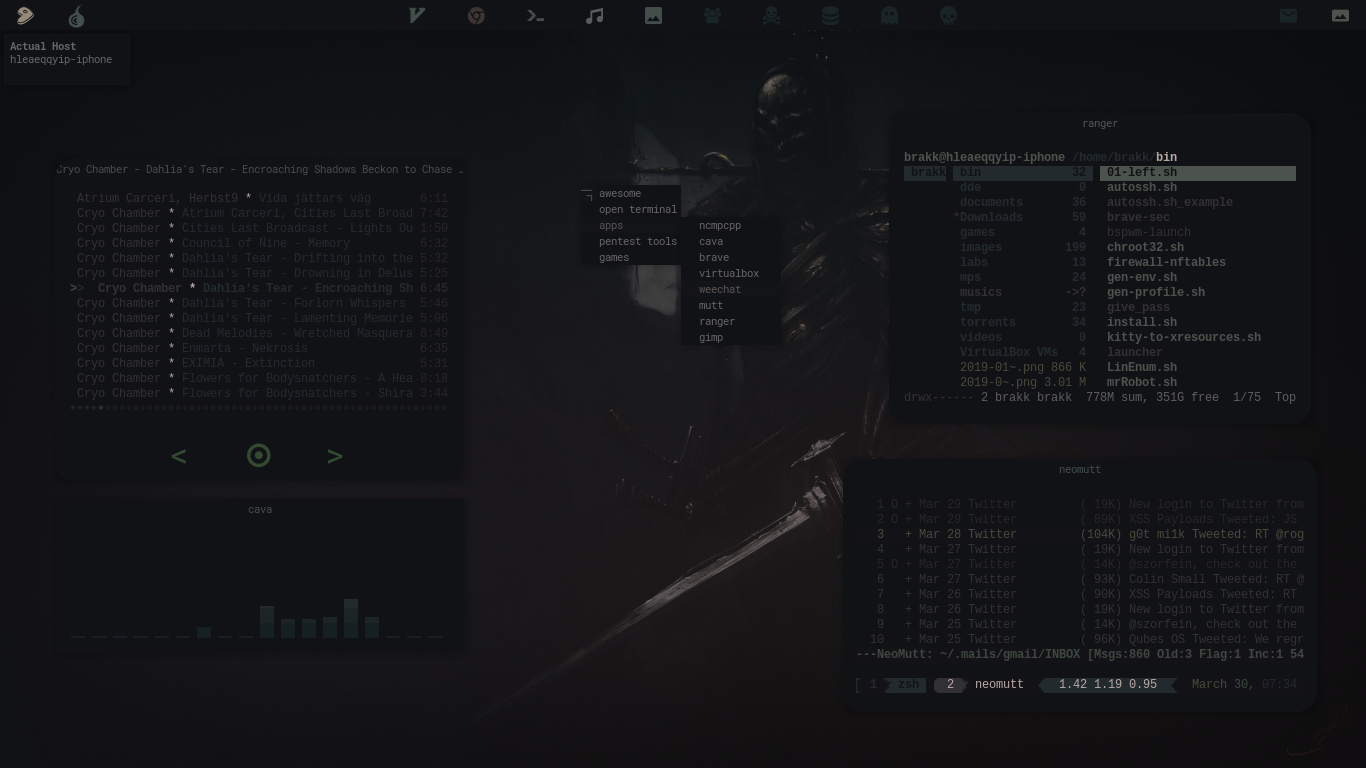 Actual Host
hleaeqqyip-iphone
Cryo Chamber – Dahlia's Tear – Encroaching Shadows Beckon to Chase …
Atrium Carceri, Herbst9 * Vida jättars väg 6:11
Cryo Chamber * Atrium Carceri, Cities Last Broad 7:42
Cryo Chamber * Cities Last Broadcast - Lights Ou 1:50
Cryo Chamber * Council of Nine - Memory 6:32
Cryo Chamber * Dahlia's Tear - Drifting into the 5:32
Cryo Chamber * Dahlia's Tear - Drowning in Delus 5:25
>> Cryo Chamber * Dahlia's Tear - Encroaching Sh 6:45
Cryo Chamber * Dahlia's Tear - Forlorn Whispers 5:46
Cryo Chamber * Dahlia's Tear - Lamenting Memorie 5:06
Cryo Chamber * Dead Melodies - Wretched Masquera 6:49
Cryo Chamber * Enmarta - Nekrosis 6:35
Cryo Chamber * EXIMIA - Extinction 5:31
Cryo Chamber * Flowers for Bodysnatchers - A Hea 8:18
Cryo Chamber * Flowers for Bodysnatchers - Shira 3:44
< >
cava
awesome
open terminal
apps
pentest tools
games
ncmpcpp
cava
brave
virtualbox
weechat
mutt
ranger
gimp
ranger
brakk@hleaeqqyip-iphone /home/brakk/bin
brakk bin 32 01-left.sh
dde 0 autossh.sh
documents 36 autossh.sh_example
*Downloads 59 brave-sec
games 4 bspwm-launch
images 199 chroot32.sh
labs 13 firewall-nftables
mps 24 gen-env.sh
musics ->? gen-profile.sh
tmp 23 give_pass
torrents 34 install.sh
videos 0 kitty-to-xresources.sh
VirtualBox VMs 4 launcher
2019-01~.png 866 K LinEnum.sh
2019-0~.png 3.01 M mrRobot.sh
drwx------ 2 brakk brakk 778M sum, 351G free 1/75 Top
neomutt
1 O + Mar 29 Twitter ( 19K) New login to Twitter from
2 O + Mar 29 Twitter ( 89K) XSS Payloads Tweeted: JS
3 + Mar 28 Twitter (104K) g0t mi1k Tweeted: RT @rog
4 + Mar 27 Twitter ( 19K) New login to Twitter from
5 O + Mar 27 Twitter ( 14K) @szorfein, check out the
6 + Mar 27 Twitter ( 93K) Colin Small Tweeted: RT @
7 + Mar 26 Twitter ( 90K) XSS Payloads Tweeted: RT
8 + Mar 26 Twitter ( 19K) New login to Twitter from
9 + Mar 25 Twitter ( 14K) @szorfein, check out the
10 + Mar 25 Twitter ( 96K) Qubes OS Tweeted: We regr
---NeoMutt: ~/.mails/gmail/INBOX [Msgs:860 Old:3 Flag:1 Inc:1 54
[ 1 zsh 2 neomutt 1.42 1.19 0.95 March 30, 07:34